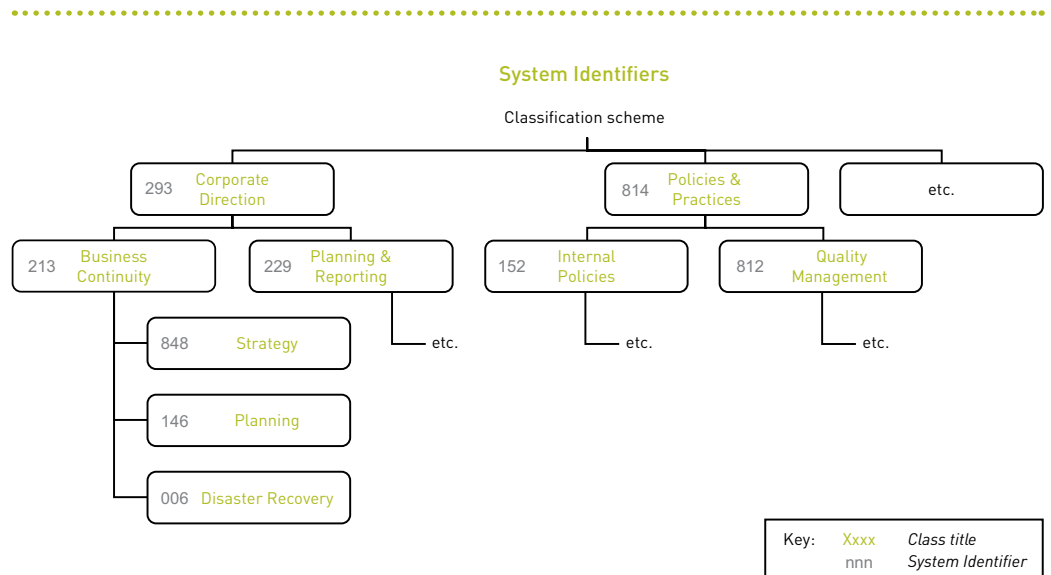 System Identifiers
Classification scheme
293 Corporate
Direction
814 Policies &
Practices
etc.
213 Business
Continuity
229 Planning &
Reporting
152 Internal
Policies
812 Quality
Management
etc.
etc.
etc.
848 Strategy
146 Planning
006 Disaster Recovery
Key: Xxxx Class title
nnn System Identifier